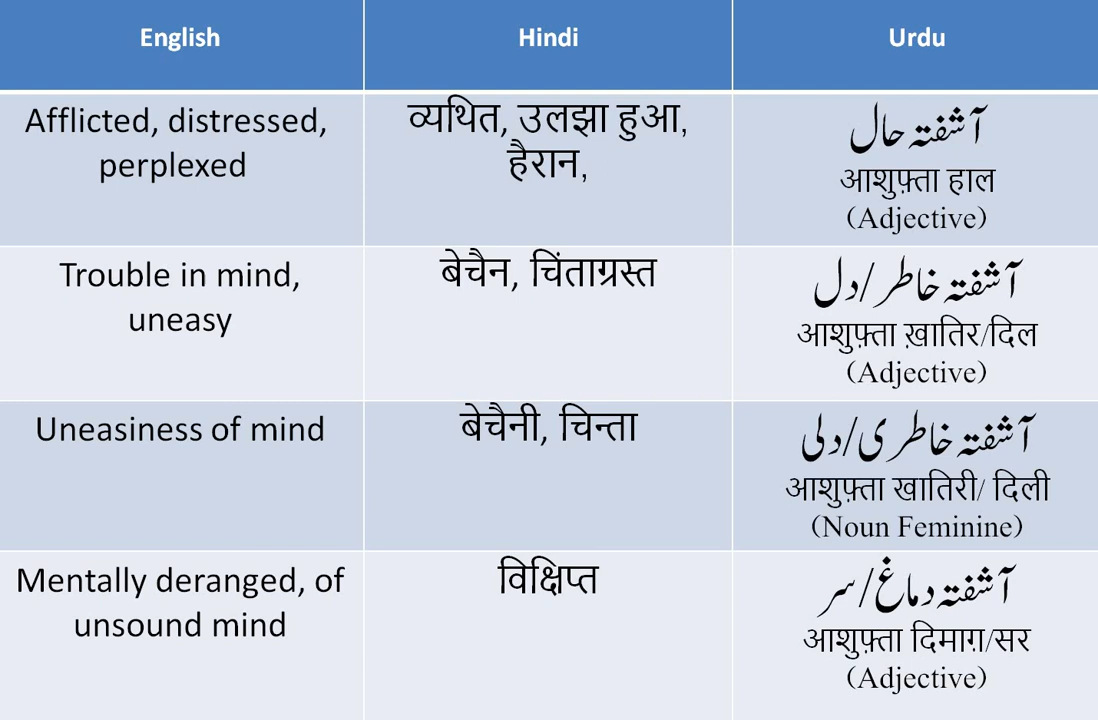 English
Hindi
Urdu
Afflicted, distressed,
perplexed
व्यथित, उलझा हुआ,
हैरान,
آشفتہ حال
आशुफ़्ता हाल
(Adjective)
Trouble in mind,
uneasy
बेचैन, चिंताग्रस्त
آشفتہ خاطر/دل
आशुफ़्ता ख़ातिर/दिल
(Adjective)
Uneasiness of mind
बेचैनी, चिन्ता
آشفتہ خاطری/دلی
आशुफ़्ता खातिरी/ दिली
(Noun Feminine)
Mentally deranged, of
unsound mind
विक्षिप्त
آشفتہ دماغ/سر
आशुफ़्ता दिमाग़/सर
(Adjective)